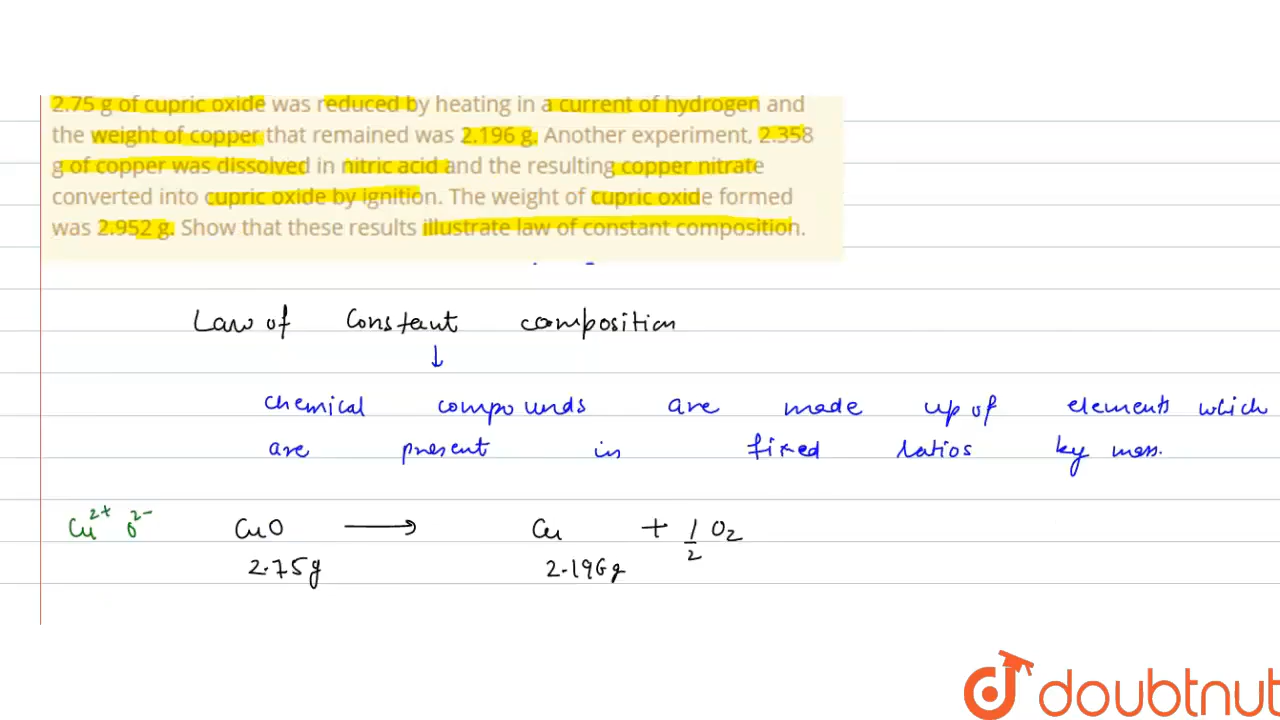 2.75 g of cupric oxide was reduced by heating in a current of hydrogen and
the weight of copper that remained was 2.196 g. Another experiment, 2.358
g of copper was dissolved in nitric acid and the resulting copper nitrate
converted into cupric oxide by ignition. The weight of cupric oxide formed
was 2.952 g. Show that these results illustrate law of constant composition.
Law of Constant composition
↓
chemical compounds are made up of elements which
are present in fixed ratios by mass.
Cu²⁺ O²⁻ CuO ⟶ Cu + 1/2 O₂
2.75g 2.196g
doubtnut